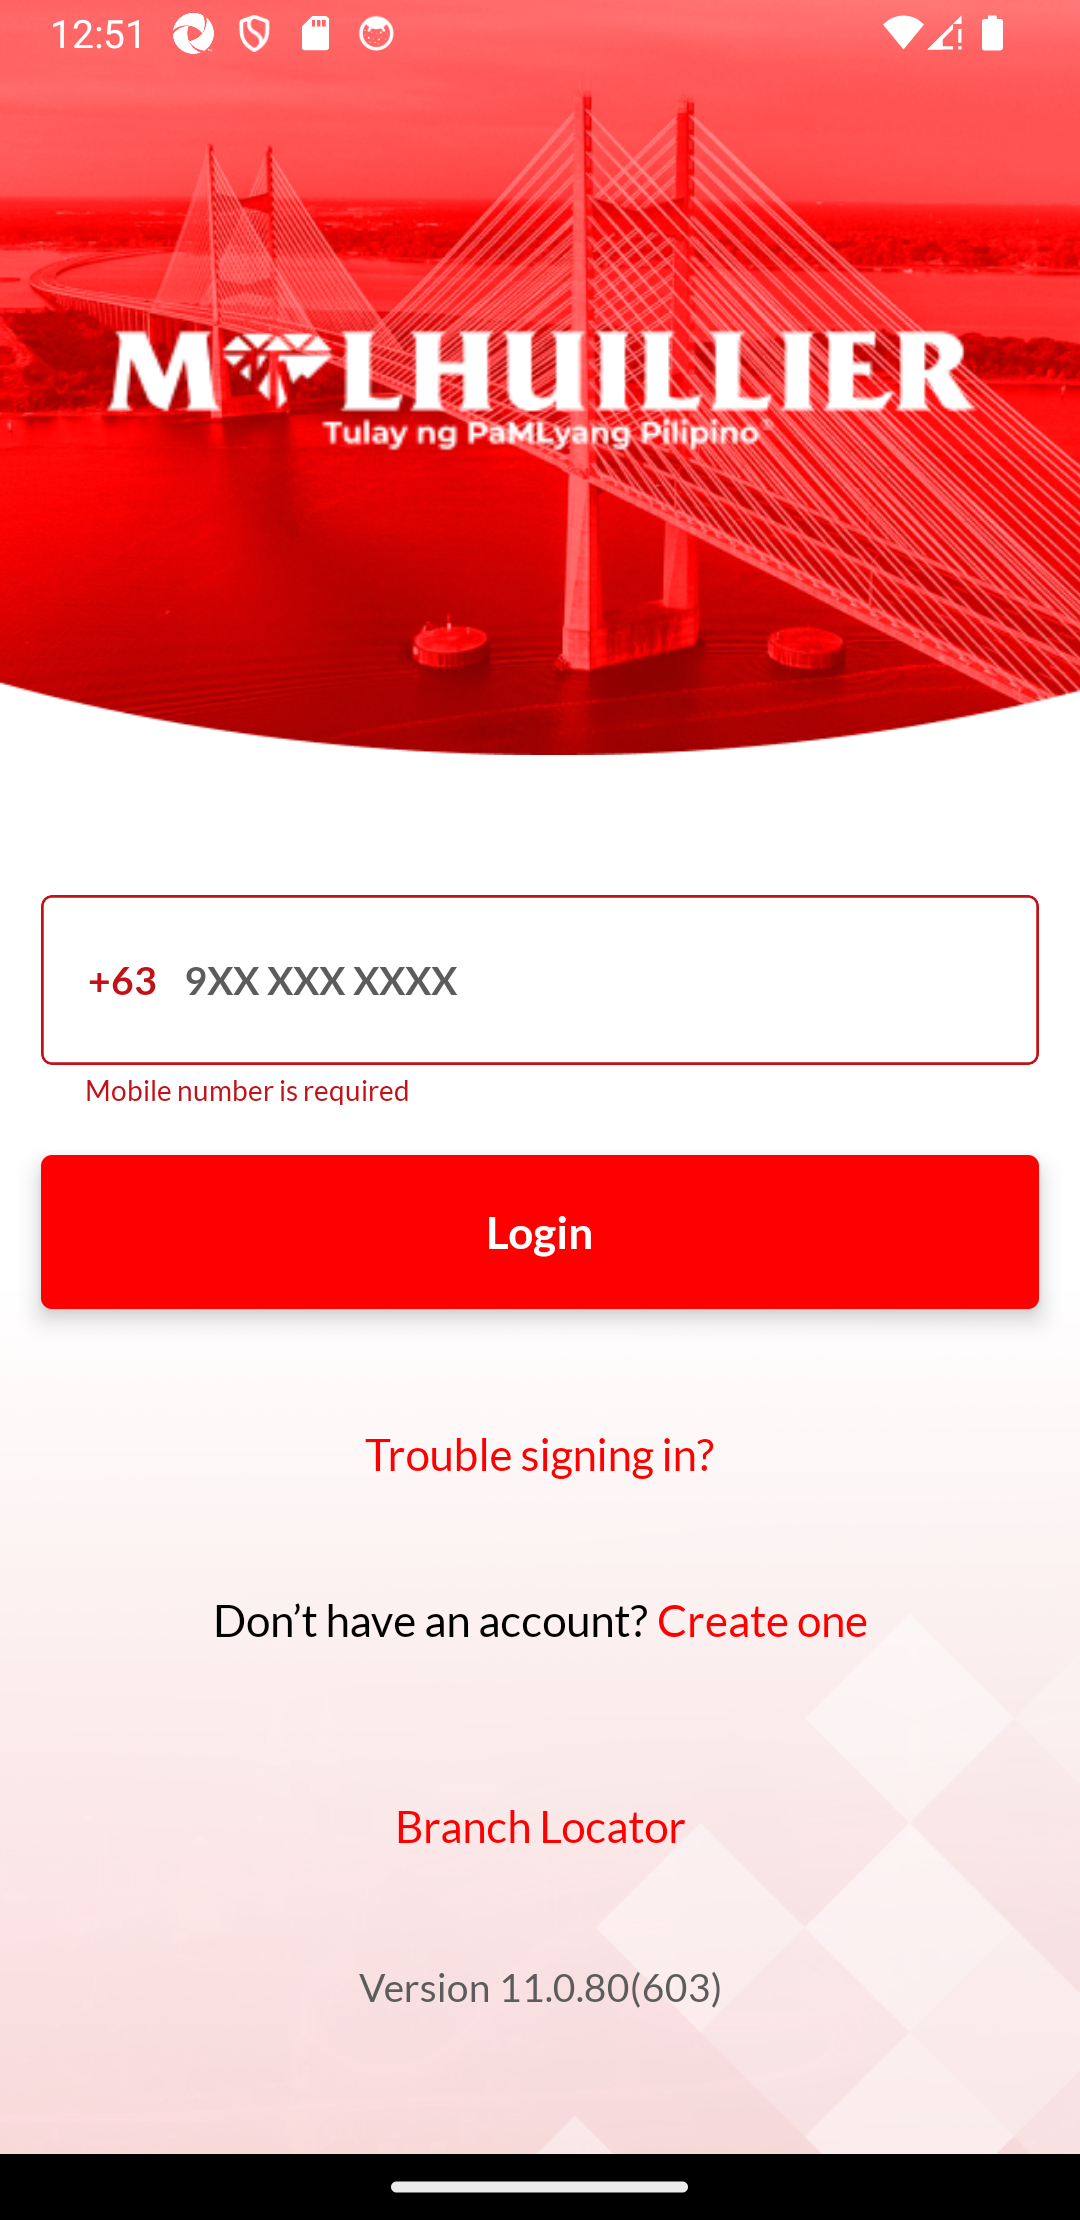 12:51
M LHUILLIER
Tulay ng PaMLyang Pilipino
+63 9XX XXX XXXX
Mobile number is required
Login
Trouble signing in?
Don’t have an account? Create one
Branch Locator
Version 11.0.80(603)